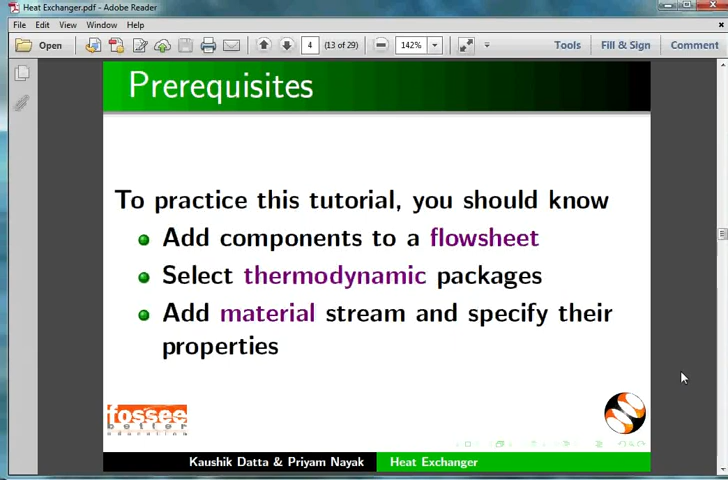 Heat Exchanger.pdf - Adobe Reader
File Edit View Window Help
Open 4 (13 of 29) 142% Tools Fill & Sign Comment
Prerequisites
To practice this tutorial, you should know
Add components to a flowsheet
Select thermodynamic packages
Add material stream and specify their
properties
fossee
better
education
Kaushik Datta & Priyam Nayak Heat Exchanger